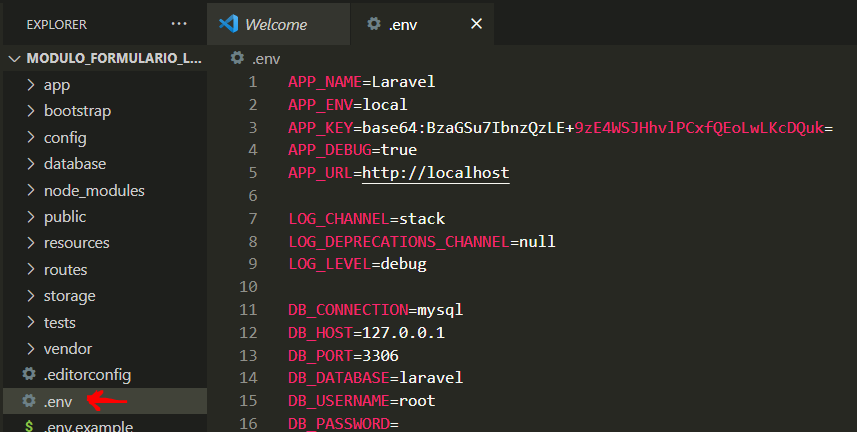 EXPLORER ...
Welcome
.env
MODULO_FORMULARIO_L...
app
bootstrap
config
database
node_modules
public
resources
routes
storage
tests
vendor
.editorconfig
.env
.env.example
.env
1 APP_NAME=Laravel
2 APP_ENV=local
3 APP_KEY=base64:BzaGSu7IbnzQzLE+9zE4WSJHhvlPCxfQEoLwLKcDQuk=
4 APP_DEBUG=true
5 APP_URL=http://localhost
6
7 LOG_CHANNEL=stack
8 LOG_DEPRECATIONS_CHANNEL=null
9 LOG_LEVEL=debug
10
11 DB_CONNECTION=mysql
12 DB_HOST=127.0.0.1
13 DB_PORT=3306
14 DB_DATABASE=laravel
15 DB_USERNAME=root
16 DB_PASSWORD=